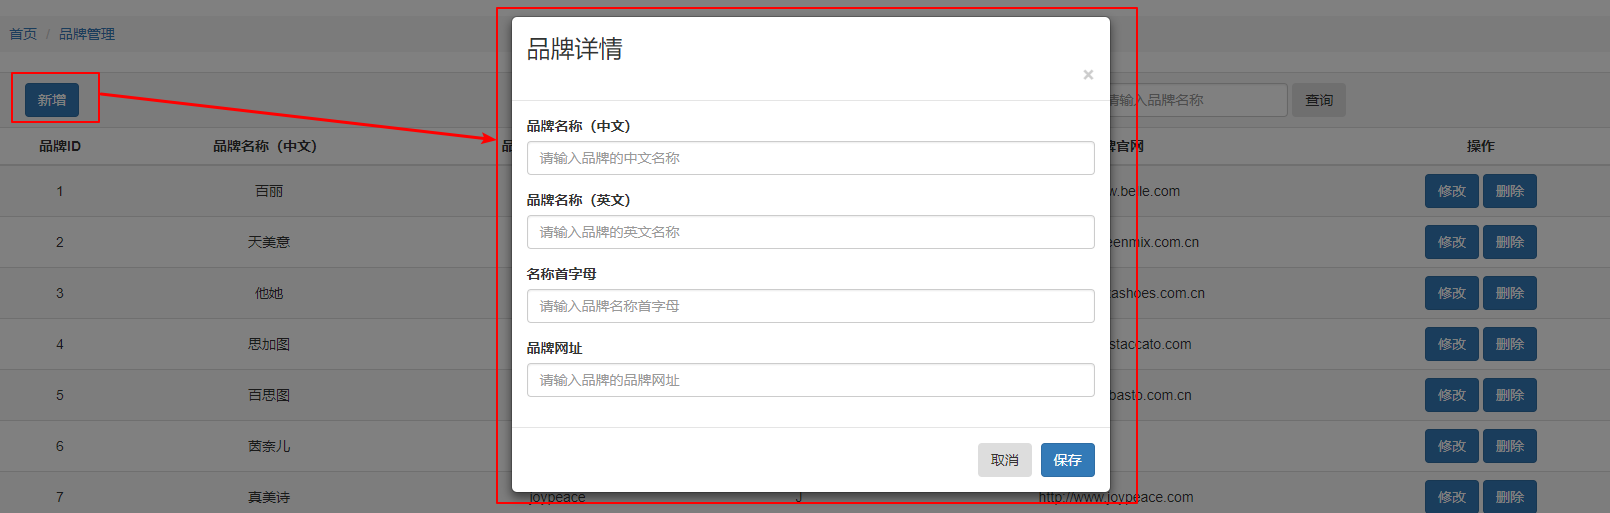 首页 / 品牌管理
新增
请输入品牌名称 查询
品牌ID 品牌名称（中文） 品 牌官网 操作
1 百丽 w.belle.com 修改 删除
2 天美意 eenmix.com.cn 修改 删除
3 他她 ashoes.com.cn 修改 删除
4 思加图 staccato.com 修改 删除
5 百思图 basto.com.cn 修改 删除
6 茵奈儿 修改 删除
7 真美诗 joypeace J http://www.joypeace.com 修改 删除
品牌详情
×
品牌名称（中文）
请输入品牌的中文名称
品牌名称（英文）
请输入品牌的英文名称
名称首字母
请输入品牌名称首字母
品牌网址
请输入品牌的品牌网址
取消 保存